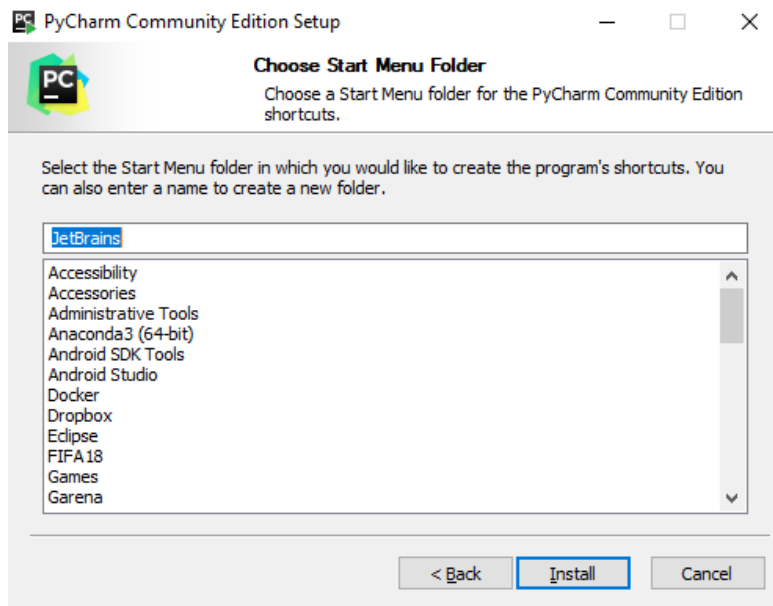 PC PyCharm Community Edition Setup
PC
Choose Start Menu Folder
Choose a Start Menu folder for the PyCharm Community Edition
shortcuts.
Select the Start Menu folder in which you would like to create the program's shortcuts. You
can also enter a name to create a new folder.
JetBrains
Accessibility
Accessories
Administrative Tools
Anaconda3 (64-bit)
Android SDK Tools
Android Studio
Docker
Dropbox
Eclipse
FIFA18
Games
Garena
< Back Install Cancel